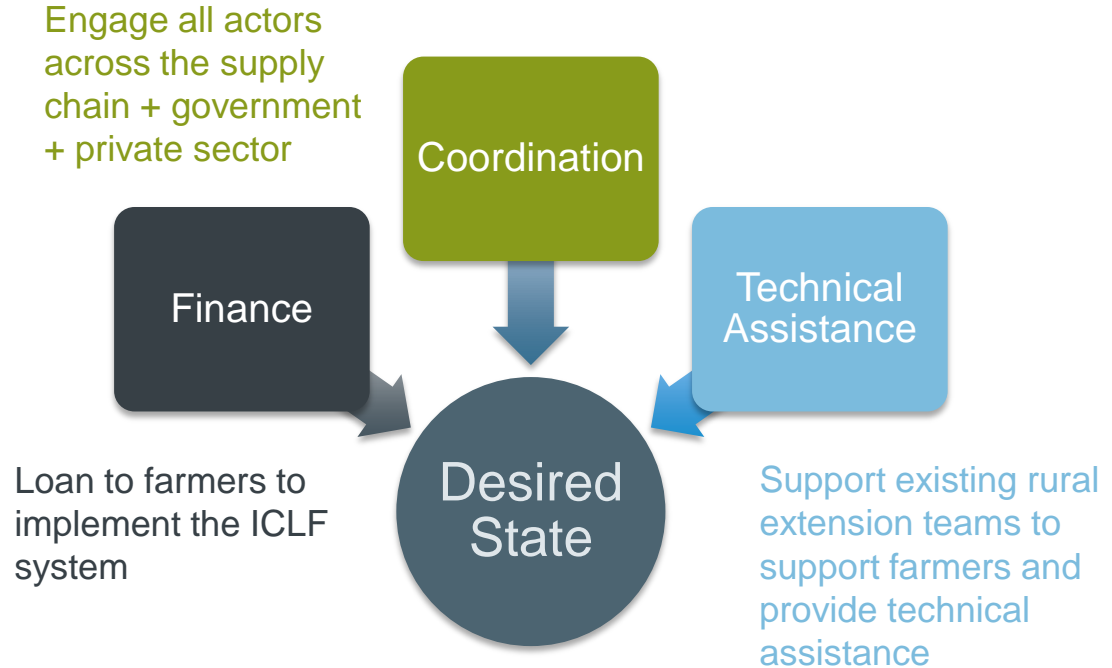 Engage all actors
across the supply
chain + government
+ private sector
Coordination
Finance
Technical
Assistance
Loan to farmers to
implement the ICLF
system
Desired
State
Support existing rural
extension teams to
support farmers and
provide technical
assistance